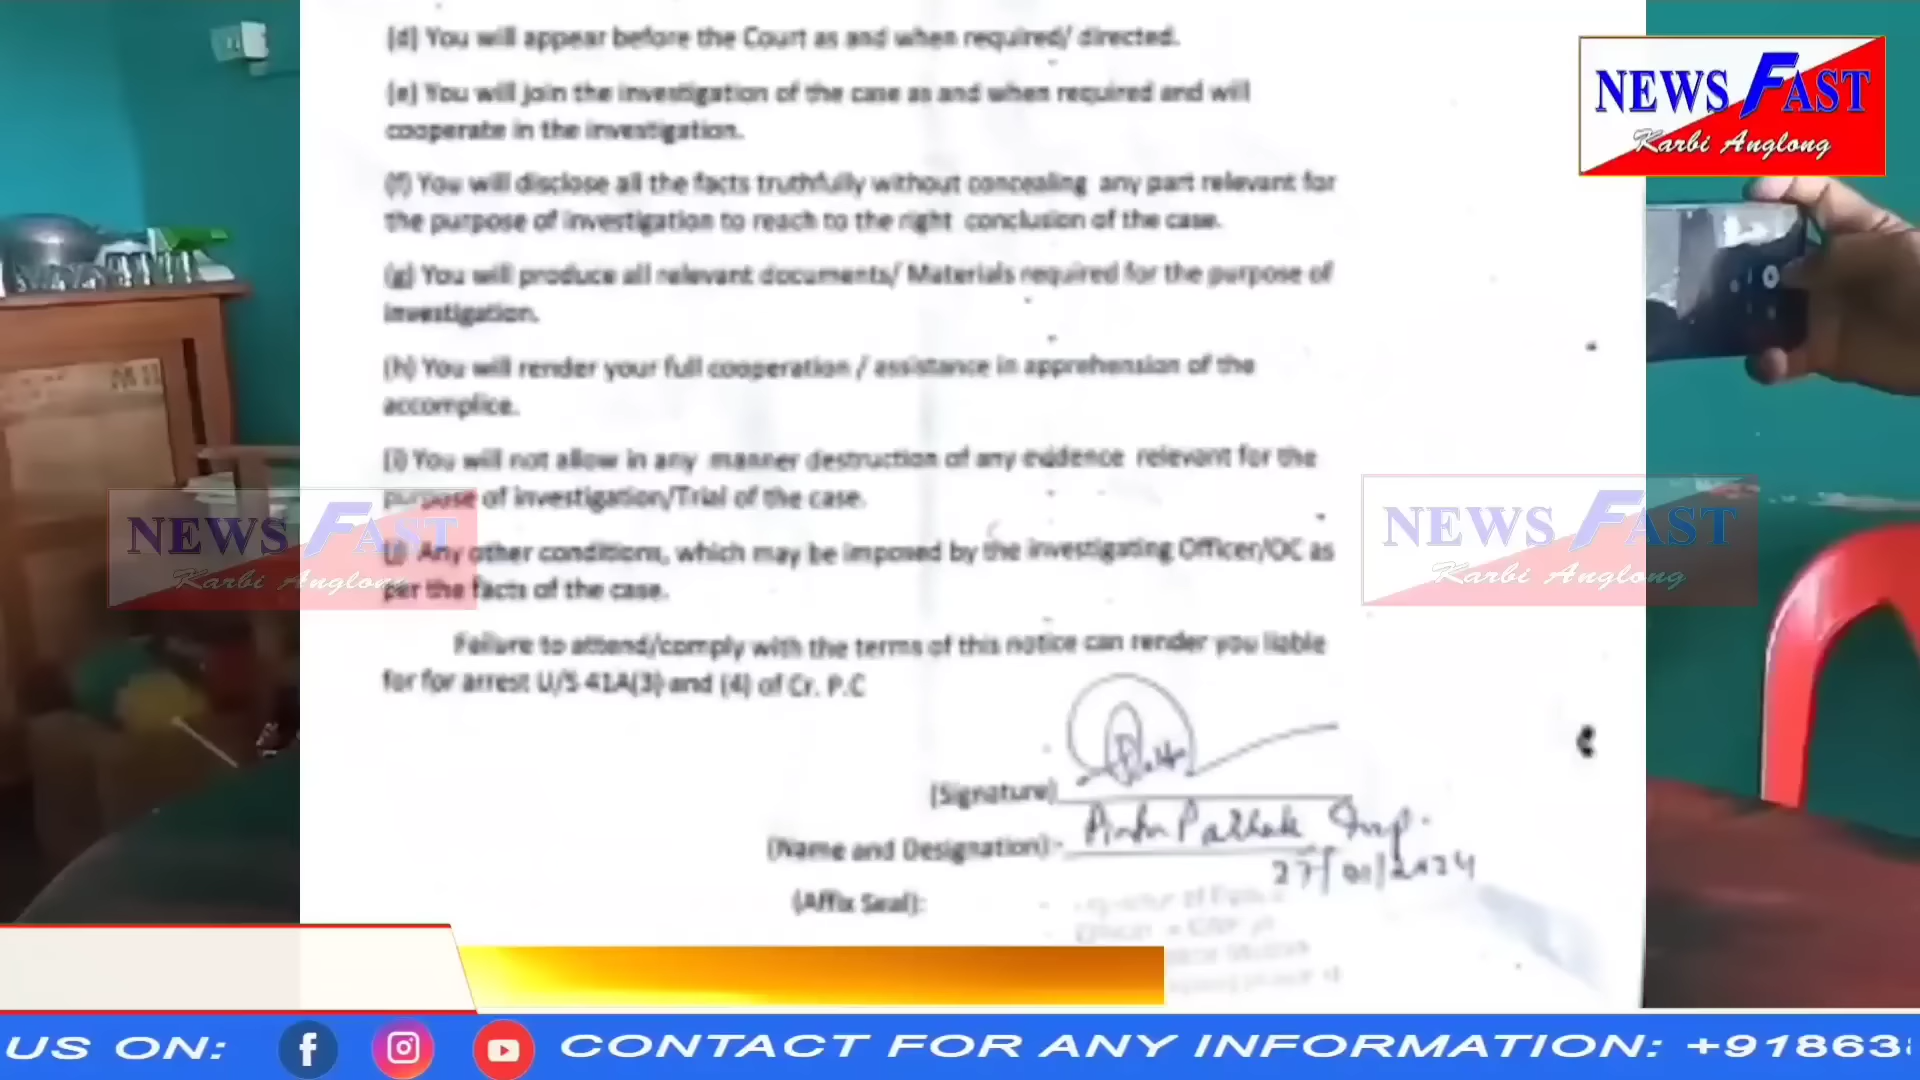 (d) You will appear before the Court as and when required/ directed.
(e) You will join the investigation of the case as and when required and will
cooperate in the investigation.
(f) You will disclose all the facts truthfully without concealing any part relevant for
the purpose of investigation to reach to the right conclusion of the case.
(g) You will produce all relevant documents/ Materials required for the purpose of
investigation.
(h) You will render your full cooperation / assistance in apprehension of the
accomplice.
(i) You will not allow in any manner destruction of any evidence relevant for the
purpose of investigation/Trial of the case.
(j) Any other conditions, which may be imposed by the investigating Officer/OC as
per the facts of the case.
Failure to attend/comply with the terms of this notice can render you liable
for for arrest U/S 41A(3) and (4) of Cr. P.C
(Signature)
(Name and Designation):- Pathak Insp.
27/01/2024
(Affix Seal):
NEWS FAST
Karbi Anglong
NEWS FAST
Karbi Anglong
NEWS FAST
Karbi Anglong
US ON:
CONTACT FOR ANY INFORMATION: +91863